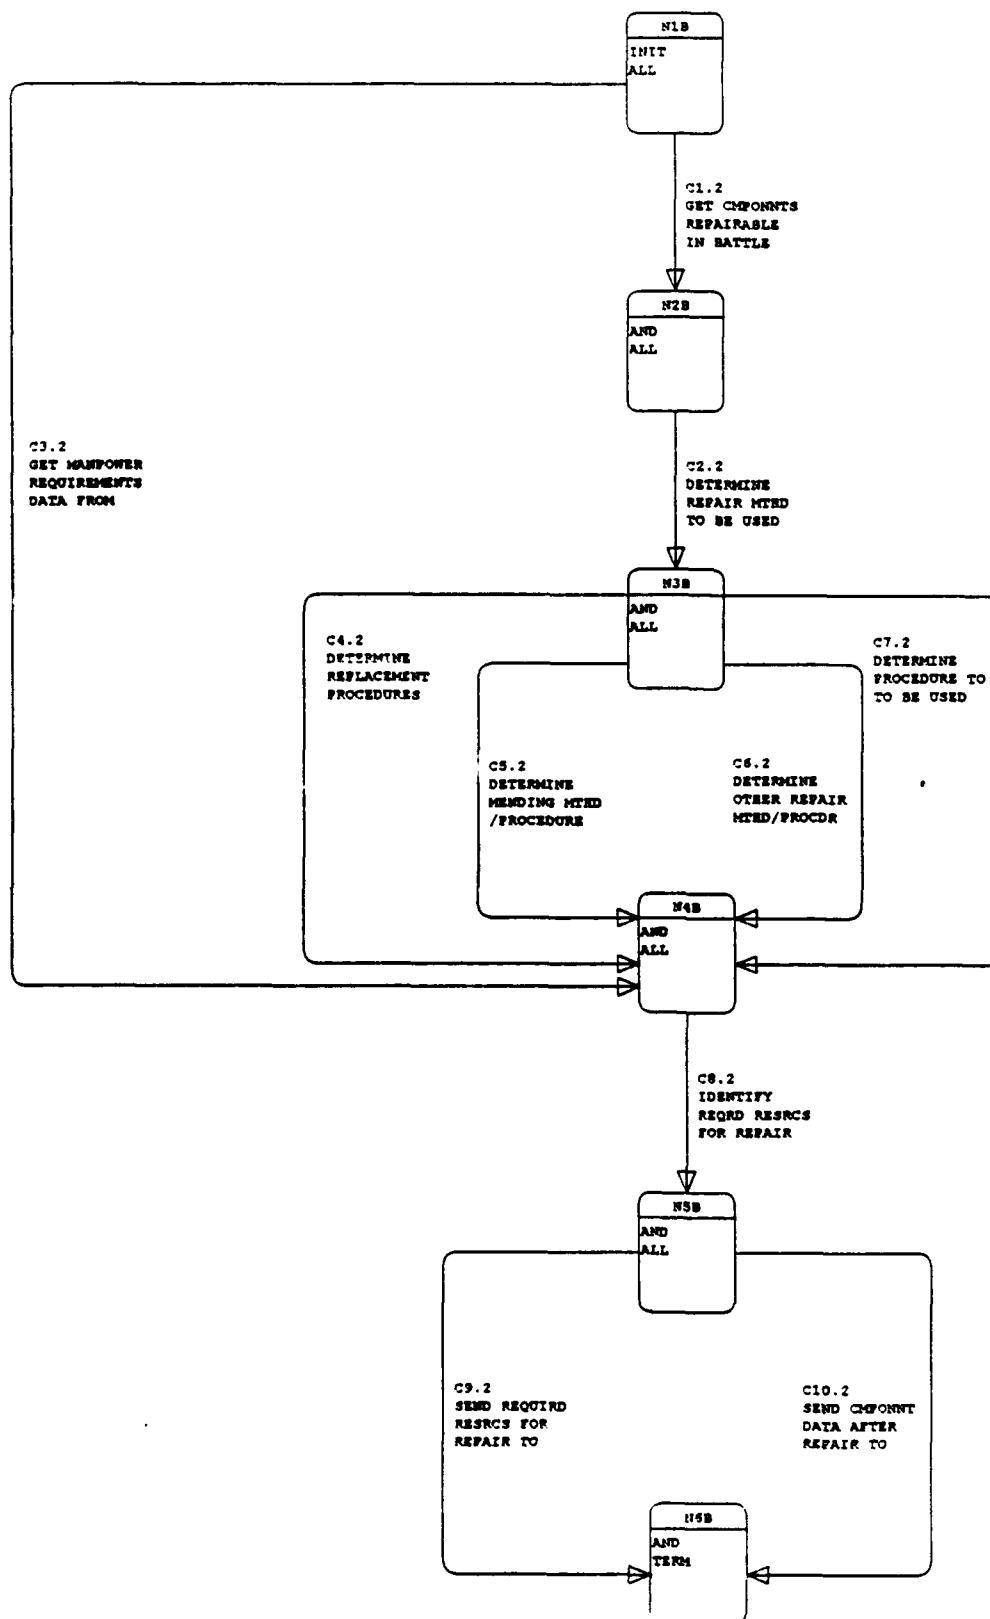 N1B
INIT
ALL
C1.2
GET CMPONNTS
REPAIRABLE
IN BATTLE
N2B
AND
ALL
C3.2
GET MANPOWER
REQUIREMENTS
DATA FROM
C2.2
DETERMINE
REPAIR MTHD
TO BE USED
N3B
AND
ALL
C4.2
DETERMINE
REPLACEMENT
PROCEDURES
C7.2
DETERMINE
PROCEDURE TO
TO BE USED
C5.2
DETERMINE
MENDING MTHD
/PROCEDURE
C6.2
DETERMINE
OTHER REPAIR
MTHD/PROCDR
N4B
AND
ALL
C8.2
IDENTIFY
REQRD RESRCS
FOR REPAIR
N5B
AND
ALL
C9.2
SEND REQUIRD
RESRCS FOR
REPAIR TO
C10.2
SEND CMPONNT
DATA AFTER
REPAIR TO
N6B
AND
TERM